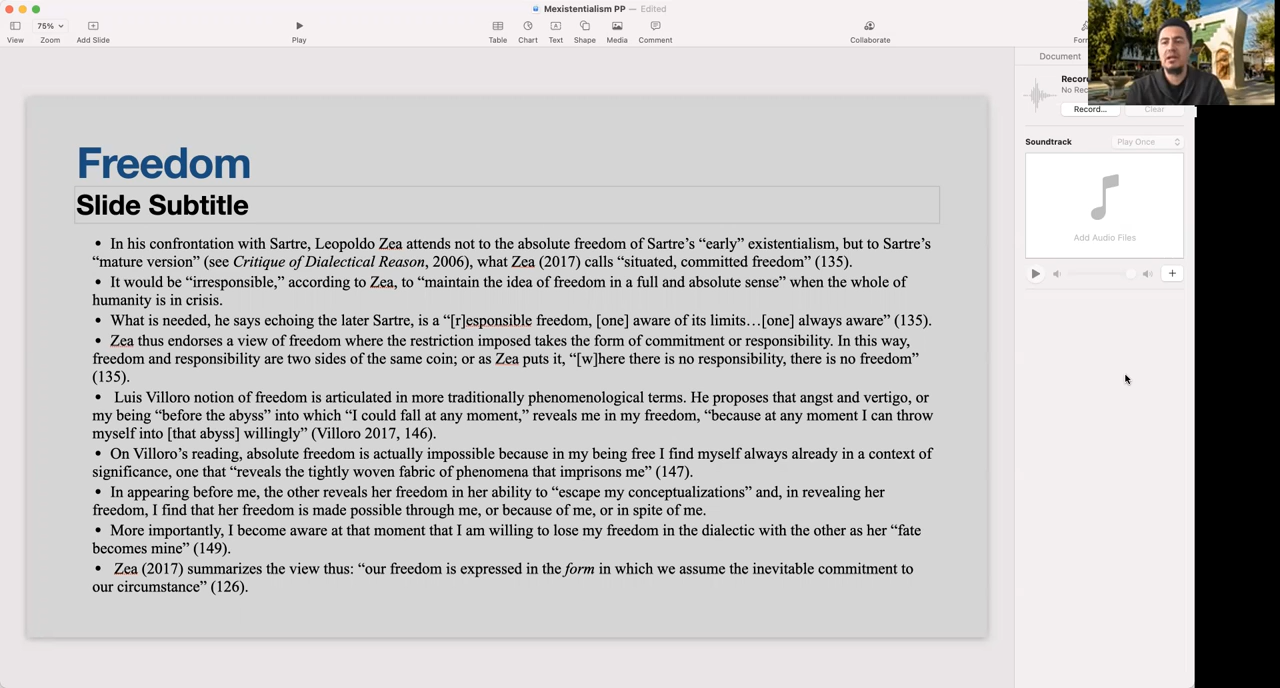 Mexistentialism PP — Edited
75%
View
Zoom
Add Slide
Play
Table
Chart
Text
Shape
Media
Comment
Collaborate
Document
No Rec
Record...
Clear
Soundtrack
Play Once
Add Audio Files
Freedom
Slide Subtitle
• In his confrontation with Sartre, Leopoldo Zea attends not to the absolute freedom of Sartre’s “early” existentialism, but to Sartre’s
“mature version” (see Critique of Dialectical Reason, 2006), what Zea (2017) calls “situated, committed freedom” (135).
• It would be “irresponsible,” according to Zea, to “maintain the idea of freedom in a full and absolute sense” when the whole of
humanity is in crisis.
• What is needed, he says echoing the later Sartre, is a “[r]esponsible freedom, [one] aware of its limits…[one] always aware” (135).
• Zea thus endorses a view of freedom where the restriction imposed takes the form of commitment or responsibility. In this way,
freedom and responsibility are two sides of the same coin; or as Zea puts it, “[w]here there is no responsibility, there is no freedom”
(135).
• Luis Villoro notion of freedom is articulated in more traditionally phenomenological terms. He proposes that angst and vertigo, or
my being “before the abyss” into which “I could fall at any moment,” reveals me in my freedom, “because at any moment I can throw
myself into [that abyss] willingly” (Villoro 2017, 146).
• On Villoro’s reading, absolute freedom is actually impossible because in my being free I find myself always already in a context of
significance, one that “reveals the tightly woven fabric of phenomena that imprisons me” (147).
• In appearing before me, the other reveals her freedom in her ability to “escape my conceptualizations” and, in revealing her
freedom, I find that her freedom is made possible through me, or because of me, or in spite of me.
• More importantly, I become aware at that moment that I am willing to lose my freedom in the dialectic with the other as her “fate
becomes mine” (149).
• Zea (2017) summarizes the view thus: “our freedom is expressed in the form in which we assume the inevitable commitment to
our circumstance” (126).